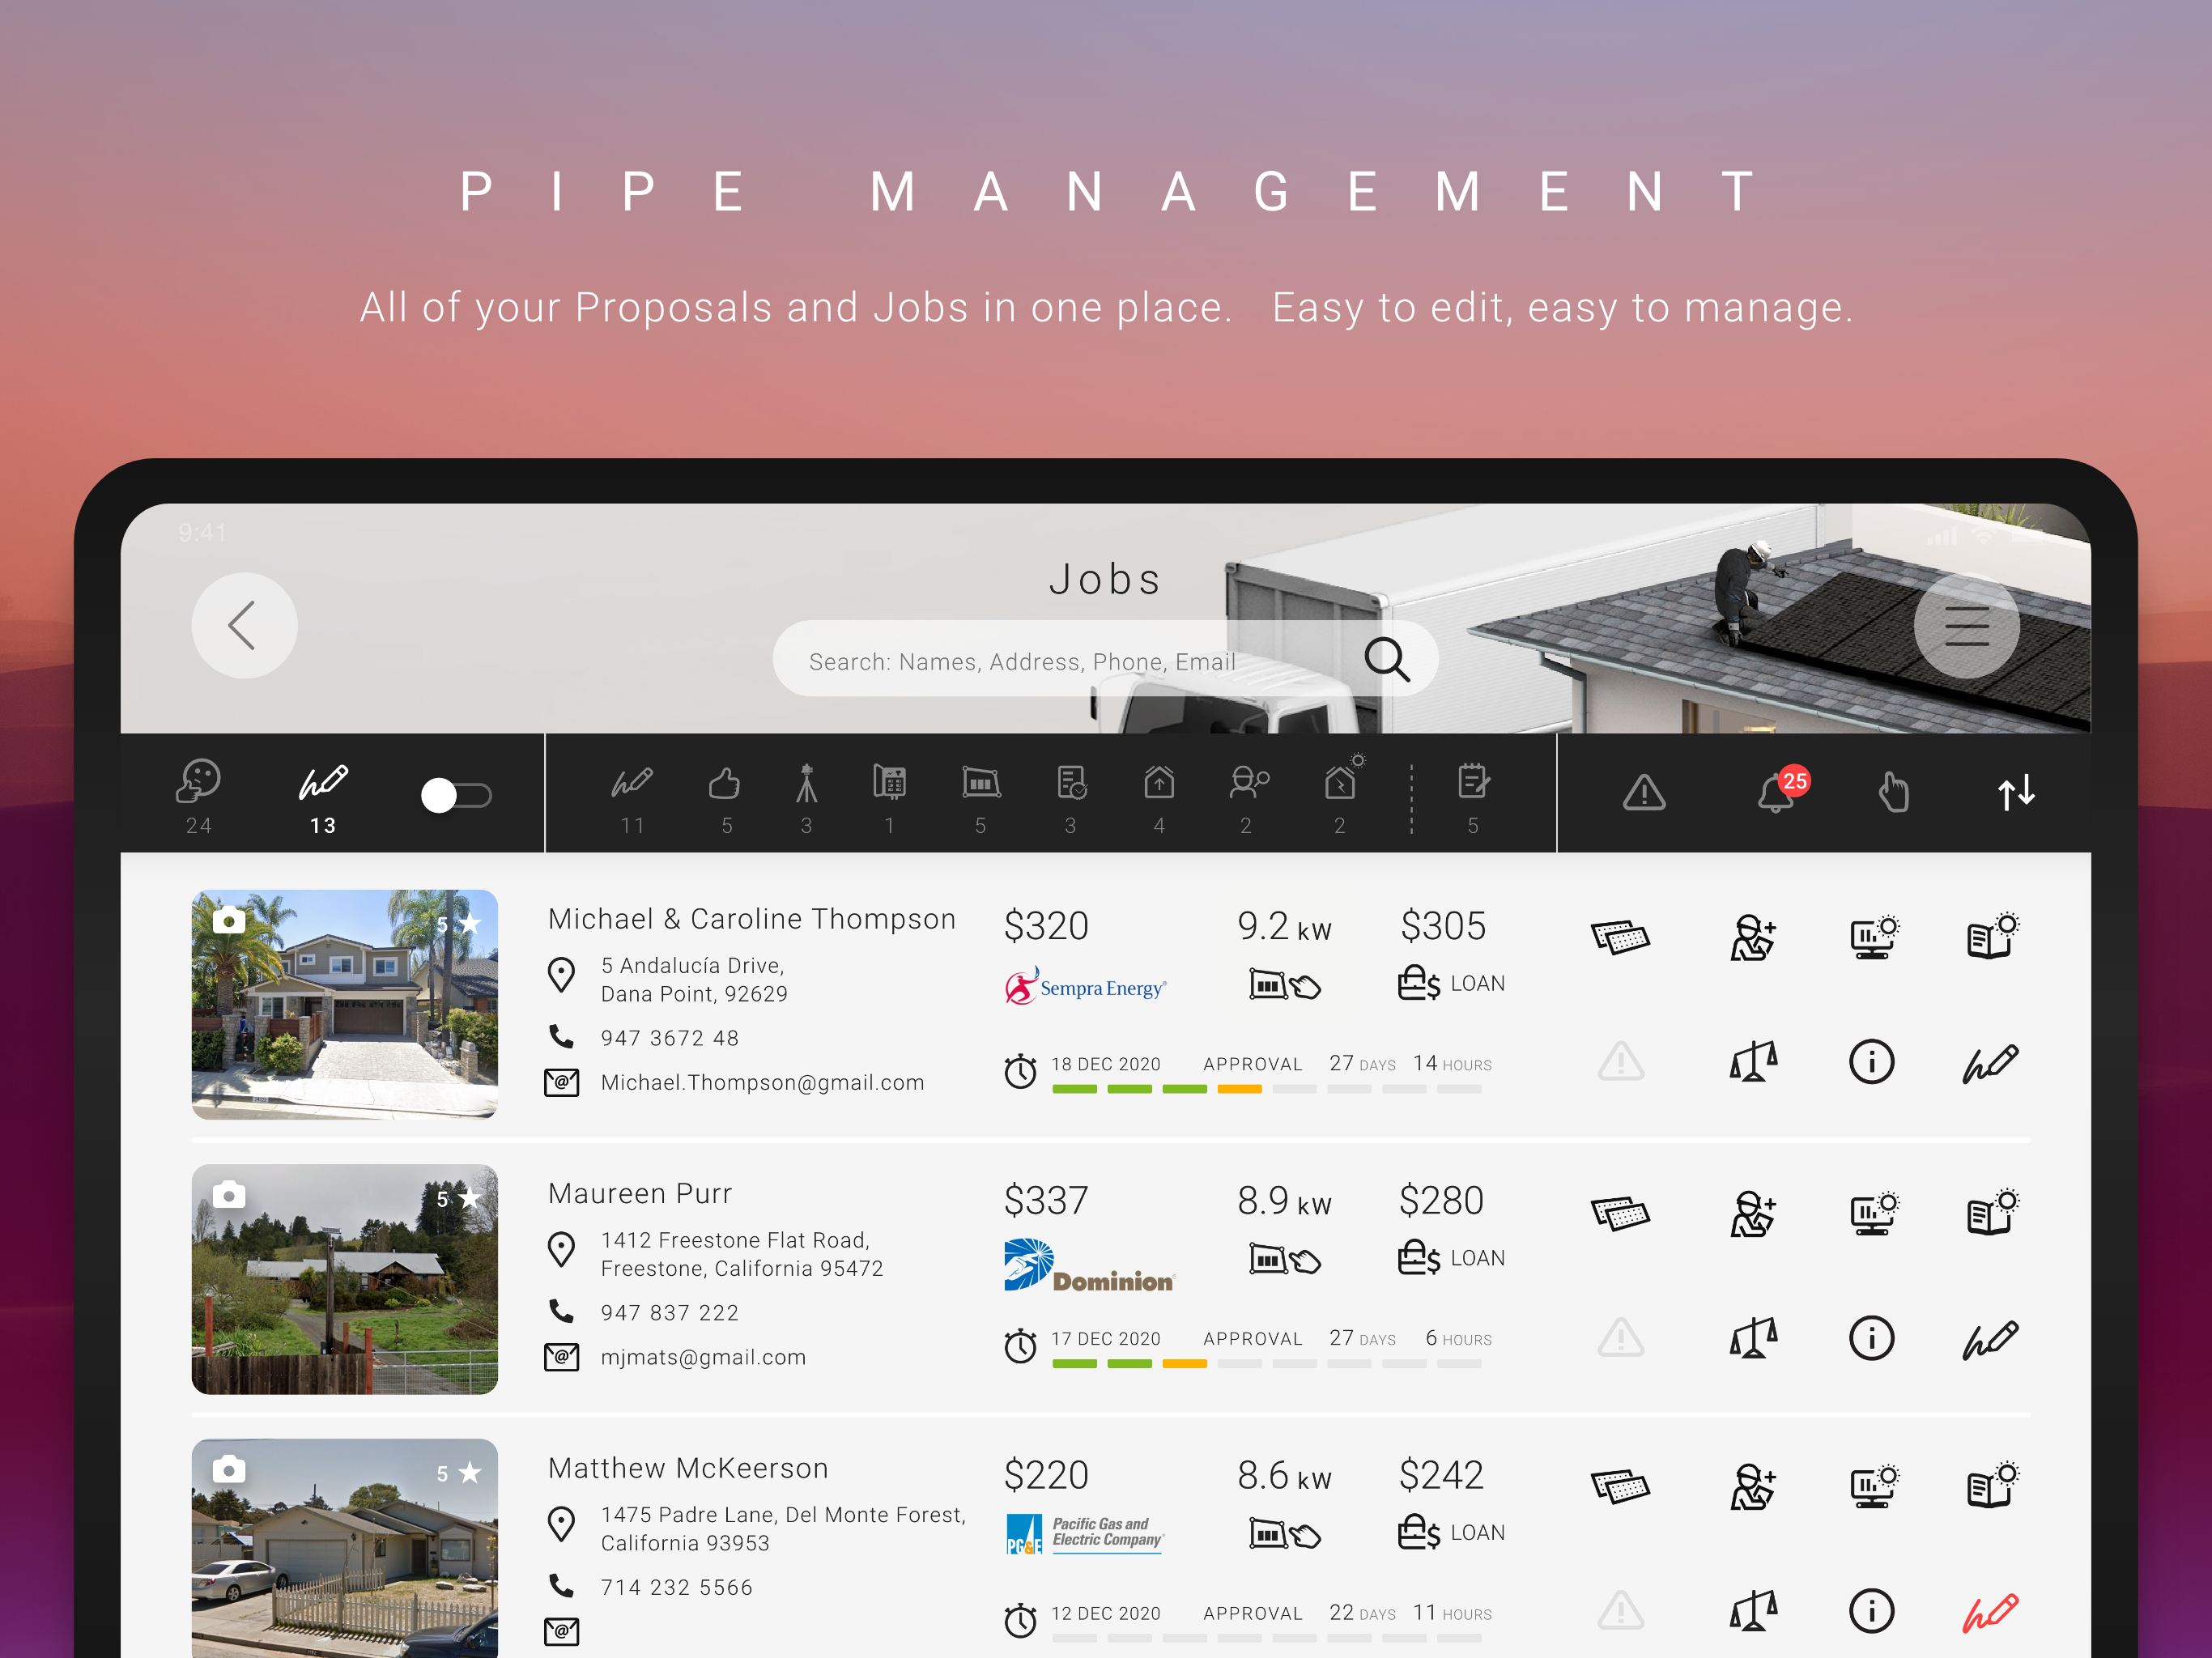 PIPE MANAGEMENT
All of your Proposals and Jobs in one place. Easy to edit, easy to manage.
9:41
Jobs
Search: Names, Address, Phone, Email
24
13
11
5
3
1
5
3
4
2
2
5
25
5
Michael & Caroline Thompson
5 Andalucía Drive,
Dana Point, 92629
947 3672 48
Michael.Thompson@gmail.com
$320
9.2 kW
$305
Sempra Energy®
LOAN
18 DEC 2020 APPROVAL 27 DAYS 14 HOURS
5
Maureen Purr
1412 Freestone Flat Road,
Freestone, California 95472
947 837 222
mjmats@gmail.com
$337
8.9 kW
$280
Dominion®
LOAN
17 DEC 2020 APPROVAL 27 DAYS 6 HOURS
5
Matthew McKeerson
1475 Padre Lane, Del Monte Forest,
California 93953
714 232 5566
$220
8.6 kW
$242
PG&E
Pacific Gas and
Electric Company®
LOAN
12 DEC 2020 APPROVAL 22 DAYS 11 HOURS